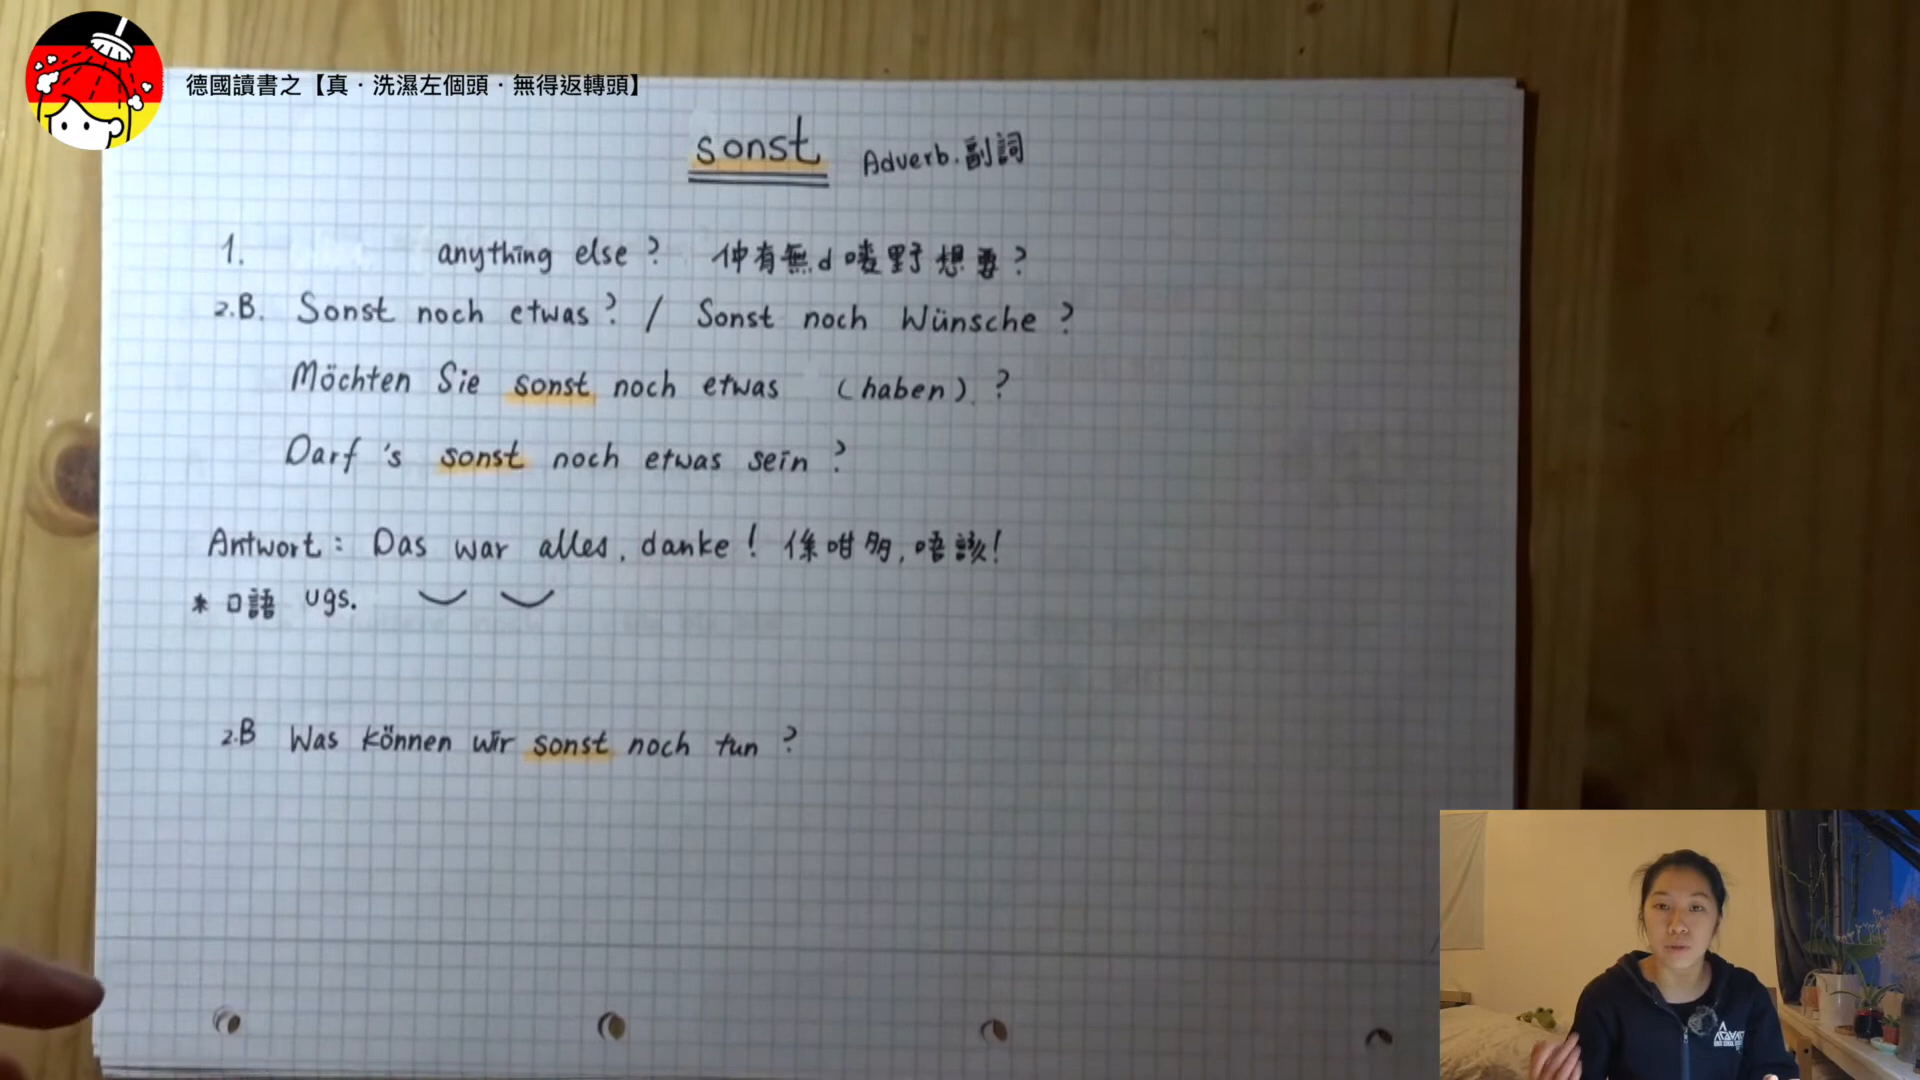 德國讀書之【真．洗濕左個頭．無得返轉頭】
sonst Adverb. 副詞
1. anything else? 仲有無d嘜野想要?
z.B. Sonst noch etwas? / Sonst noch Wünsche?
Möchten Sie sonst noch etwas (haben)?
Darf 's sonst noch etwas sein?
Antwort: Das war alles, danke! 係咁多,唔該!
* 口語 ugs.
z.B Was können wir sonst noch tun?